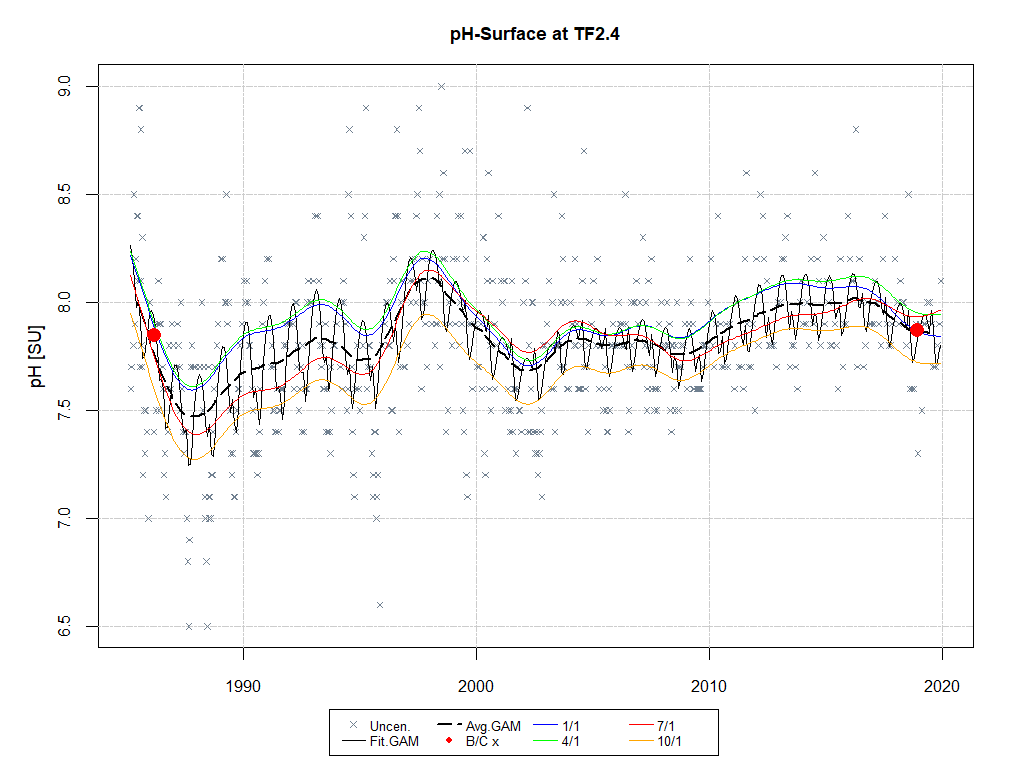 pH-Surface at TF2.4
pH [SU]
9.0
8.5
8.0
7.5
7.0
6.5
1990 2000 2010 2020
Uncen. Avg.GAM 1/1 7/1
Fit.GAM B/C x 4/1 10/1